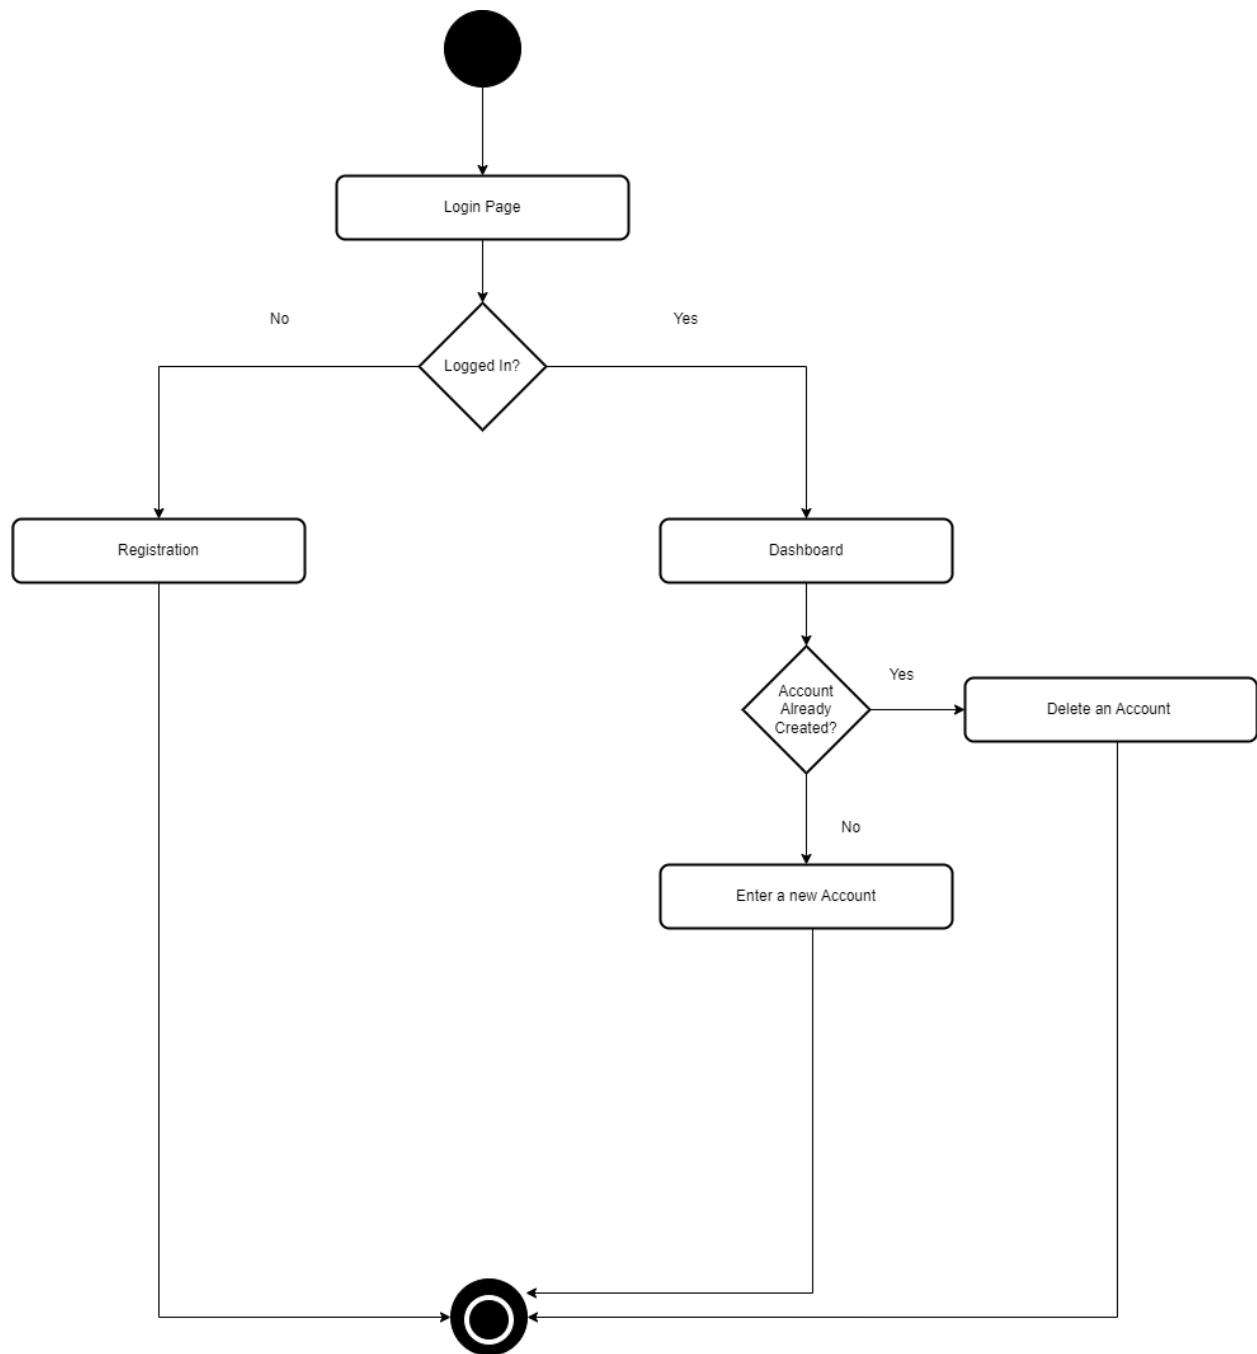 Login Page
No
Yes
Logged In?
Registration
Dashboard
Account
Already
Created?
Yes
Delete an Account
No
Enter a new Account